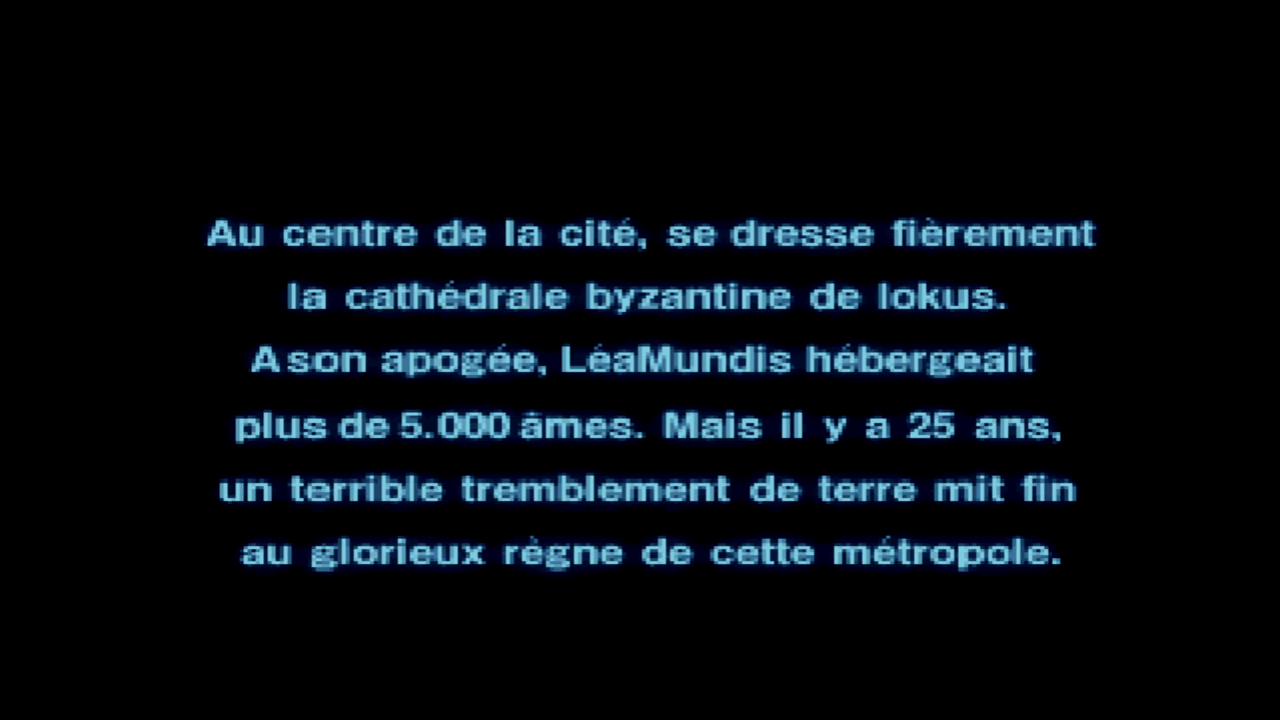 Au centre de la cité, se dresse fièrement
la cathédrale byzantine de lokus.
A son apogée, LéaMundis hébergeait
plus de 5.000 âmes. Mais il y a 25 ans,
un terrible tremblement de terre mit fin
au glorieux règne de cette métropole.